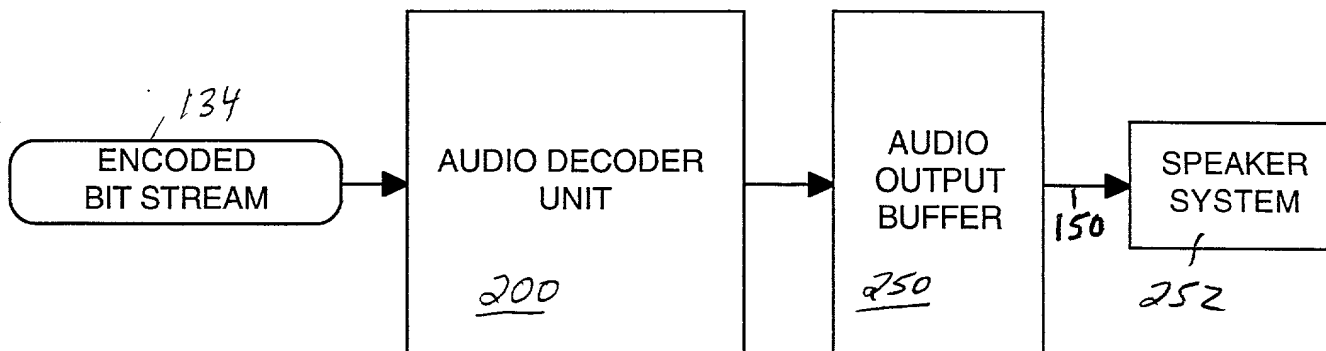 134
ENCODED
BIT STREAM
AUDIO DECODER
UNIT
200
AUDIO
OUTPUT
BUFFER
250
150
SPEAKER
SYSTEM
252